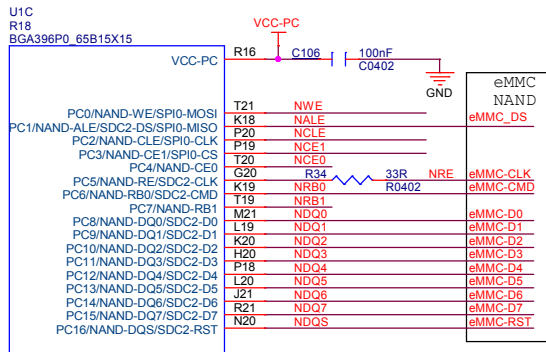 U1C
R18
BGA396P0_65B15X15
VCC-PC
VCC-PC R16 C106 100nF
C0402
GND
eMMC
NAND
PC0/NAND-WE/SPI0-MOSI T21 NWE
PC1/NAND-ALE/SDC2-DS/SPI0-MISO K18 NALE eMMC_DS
PC2/NAND-CLE/SPI0-CLK P20 NCLE
PC3/NAND-CE1/SPI0-CS P19 NCE1
PC4/NAND-CE0 T20 NCE0
PC5/NAND-RE/SDC2-CLK G20 R34 33R NRE eMMC-CLK
PC6/NAND-RB0/SDC2-CMD K19 NRB0 R0402 eMMC-CMD
PC7/NAND-RB1 T19 NRB1
PC8/NAND-DQ0/SDC2-D0 M21 NDQ0 eMMC-D0
PC9/NAND-DQ1/SDC2-D1 L19 NDQ1 eMMC-D1
PC10/NAND-DQ2/SDC2-D2 K20 NDQ2 eMMC-D2
PC11/NAND-DQ3/SDC2-D3 H20 NDQ3 eMMC-D3
PC12/NAND-DQ4/SDC2-D4 P18 NDQ4 eMMC-D4
PC13/NAND-DQ5/SDC2-D5 L20 NDQ5 eMMC-D5
PC14/NAND-DQ6/SDC2-D6 J21 NDQ6 eMMC-D6
PC15/NAND-DQ7/SDC2-D7 R21 NDQ7 eMMC-D7
PC16/NAND-DQS/SDC2-RST N20 NDQS eMMC-RST